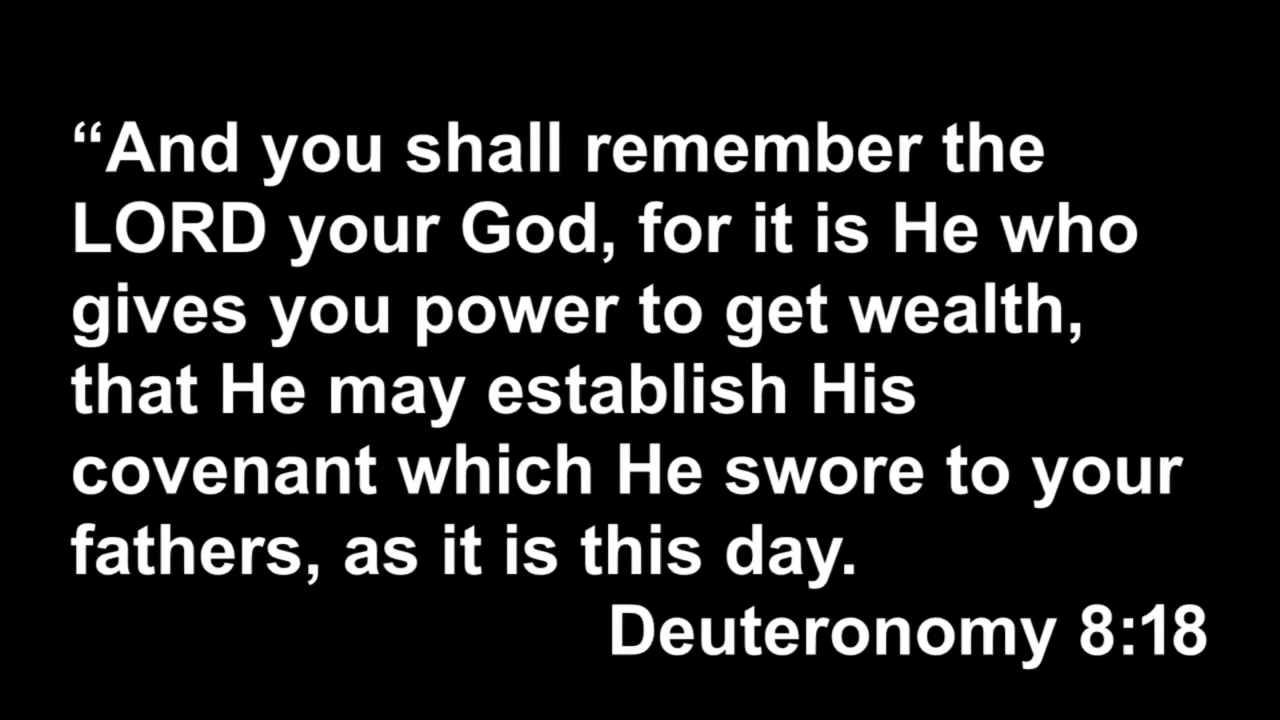 “And you shall remember the
LORD your God, for it is He who
gives you power to get wealth,
that He may establish His
covenant which He swore to your
fathers, as it is this day.
Deuteronomy 8:18